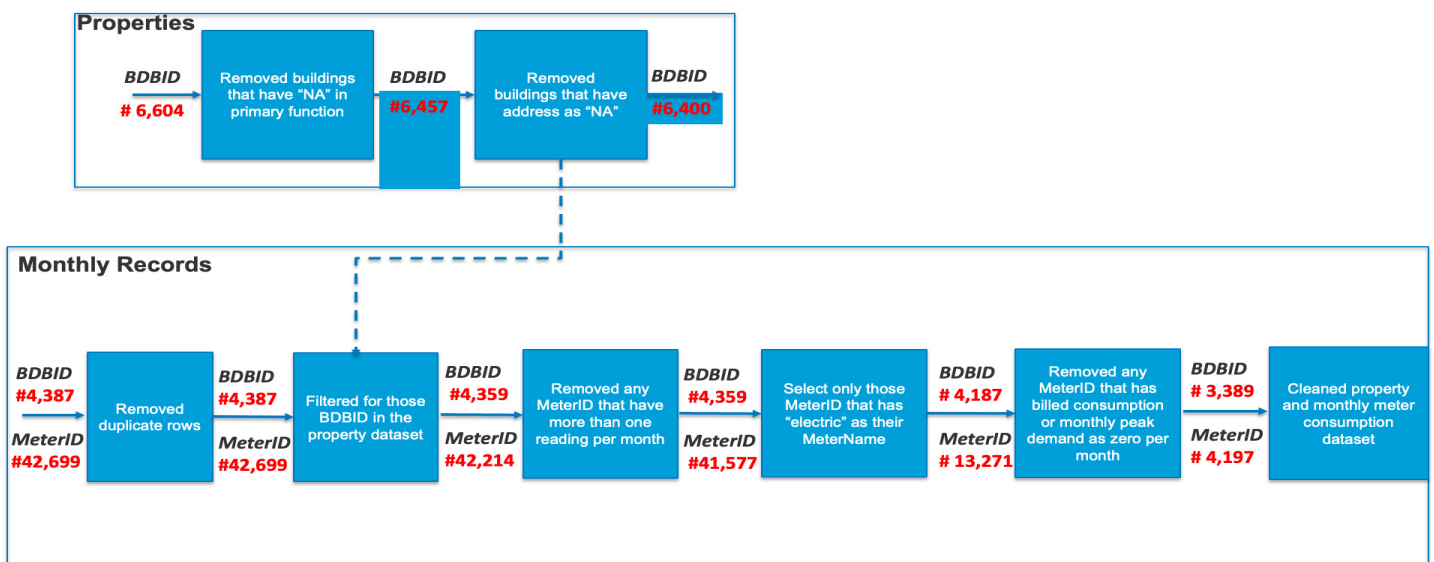 Properties
BDBID
# 6,604
Removed buildings
that have “NA” in
primary function
BDBID
#6,457
Removed
buildings that have
address as “NA”
BDBID
#6,400
Monthly Records
BDBID
#4,387
MeterID
#42,699
Removed
duplicate rows
BDBID
#4,387
MeterID
#42,699
Filtered for those
BDBID in the
property dataset
BDBID
#4,359
MeterID
#42,214
Removed any
MeterID that have
more than one
reading per month
BDBID
#4,359
MeterID
#41,577
Select only those
MeterID that has
“electric” as their
MeterName
BDBID
# 4,187
MeterID
# 13,271
Removed any
MeterID that has
billed consumption
or monthly peak
demand as zero per
month
BDBID
# 3,389
MeterID
# 4,197
Cleaned property
and monthly meter
consumption
dataset